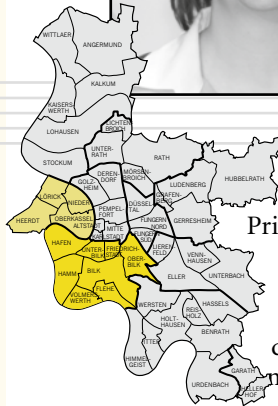 WITTLAER
ANGERMUND
KALKUM
KAISERS-
WERTH
LOHAUSEN
LICHTEN-
BROICH
UNTER-
RATH
STOCKUM
RATH
MÖRSEN-
BROICH
DEREN-
DORF
GOLZ-
HEIM
HUBBELRATH
LUDENBERG
GRAFEN-
BERG
LÖRICK
NIEDER
DÜSSEL-
TAL
PEMPEL-
FORT
HEERDT
OBERKASSEL
ALTSTADT
FLINGERN
NORD
GERRESHEIM
MITTE
STADT
FLINGERN
SÜD
Pri
HAFEN
UNTER-
BILK
FRIEDRICH-
STADT
OBER-
BILK
LIEREN-
FELD
VENN-
HAUSEN
HAMM
BILK
ELLER
UNTERBACH
FLEHE
VOLMERS
WERTH
WERSTEN
HASSELS
REIS-
HOLZ
HOLT-
HAUSEN
ITTER
BENRATH
HIMMEL-
GEIST
GARATH
URDENBACH
HELLER
HOF